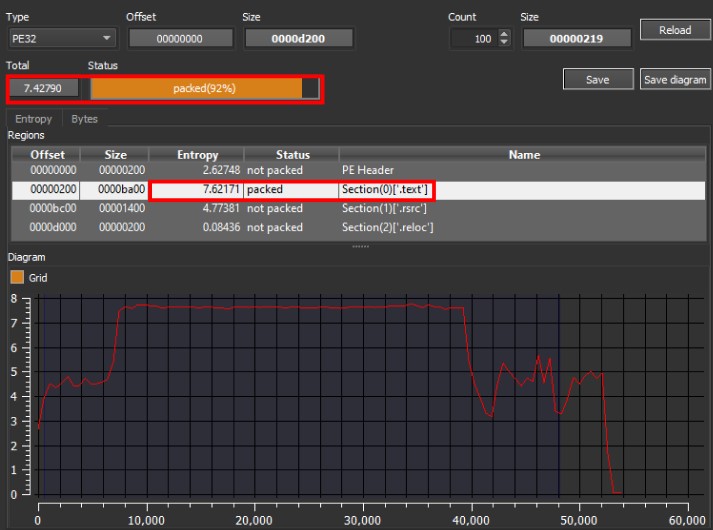 Type Offset Size Count Size
PE32 00000000 0000d200 100 00000219 Reload
Total Status
7.42790 packed(92%) Save Save diagram
Entropy Bytes
Regions
Offset Size Entropy Status Name
00000000 00000200 2.62748 not packed PE Header
00000200 0000ba00 7.62171 packed Section(0)['.text']
0000bc00 00001400 4.77381 not packed Section(1)['.rsrc']
0000d000 00000200 0.08436 not packed Section(2)['.reloc']
Diagram
Grid
8
7
6
5
4
3
2
1
0
0 10,000 20,000 30,000 40,000 50,000 60,000